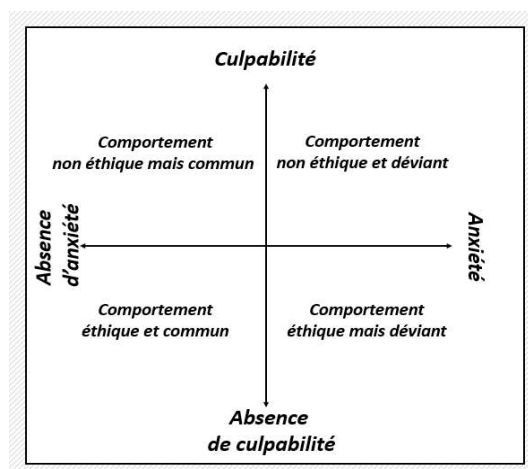 Culpabilité
Comportement
non éthique mais commun
Comportement
non éthique et déviant
Absence
d'anxiété
Anxiété
Comportement
éthique et commun
Comportement
éthique mais déviant
Absence
de culpabilité